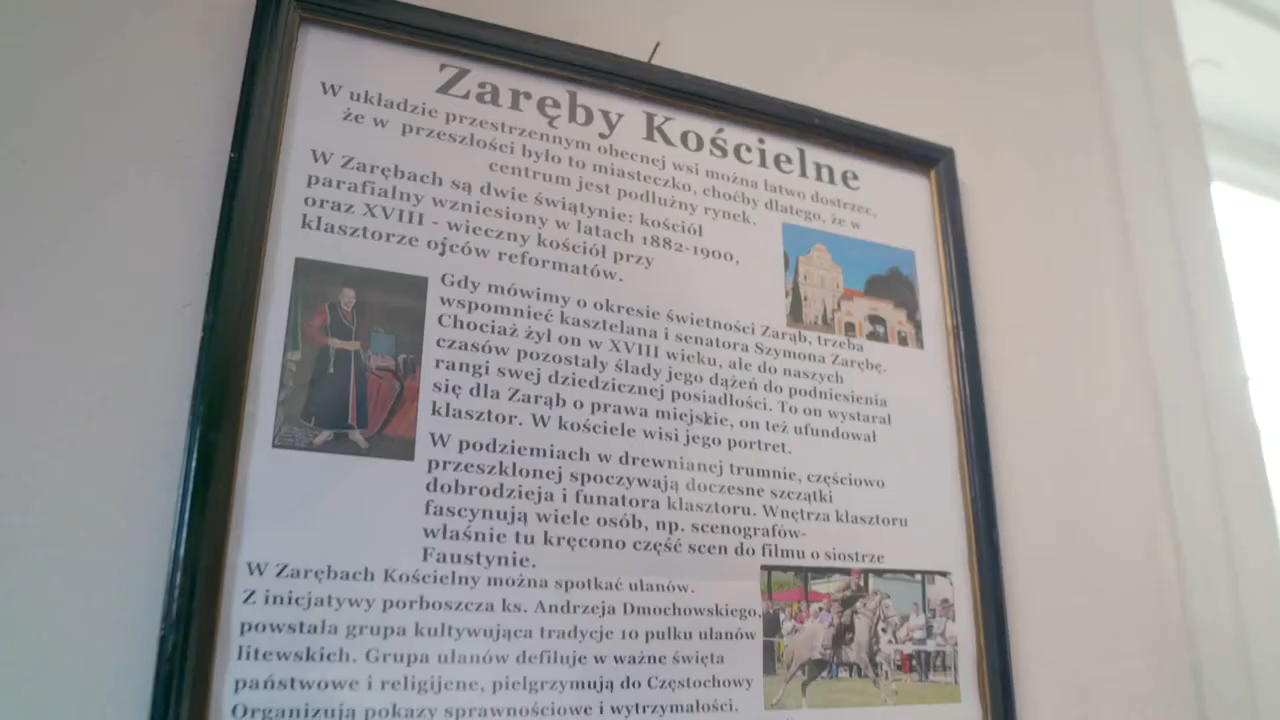 Zaręby Kościelne
W układzie przestrzennym obecnej wsi można łatwo dostrzec,
że w przeszłości było to miasteczko, choćby dlatego, że w
centrum jest podłużny rynek.
W Zarębach są dwie świątynie: kościół
parafialny wzniesiony w latach 1882-1900,
oraz XVIII - wieczny kościół przy
klasztorze ojców reformatów.
Gdy mówimy o okresie świetności Zarąb, trzeba
wspomnieć kasztelana i senatora Szymona Zarębę.
Chociaż żył on w XVIII wieku, ale do naszych
czasów pozostały ślady jego dążeń do podniesienia
rangi swej dziedzicznej posiadłości. To on wystarał
się dla Zarąb o prawa miejskie, on też ufundował
klasztor. W kościele wisi jego portret.
W podziemiach w drewnianej trumnie, częściowo
przeszklonej spoczywają doczesne szczątki
dobrodzieja i funatora klasztoru. Wnętrza klasztoru
fascynują wiele osób, np. scenografów-
właśnie tu kręcono część scen do filmu o siostrze
Faustynie.
W Zarębach Kościelny można spotkać ułanów.
Z inicjatywy porboszcza ks. Andrzeja Dmochowskiego,
powstała grupa kultywująca tradycje 10 pułku ułanów
litewskich. Grupa ułanów defiluje w ważne święta
państwowe i religijene, pielgrzymują do Częstochowy
Organizują pokazy sprawnościowe i wytrzymałości.